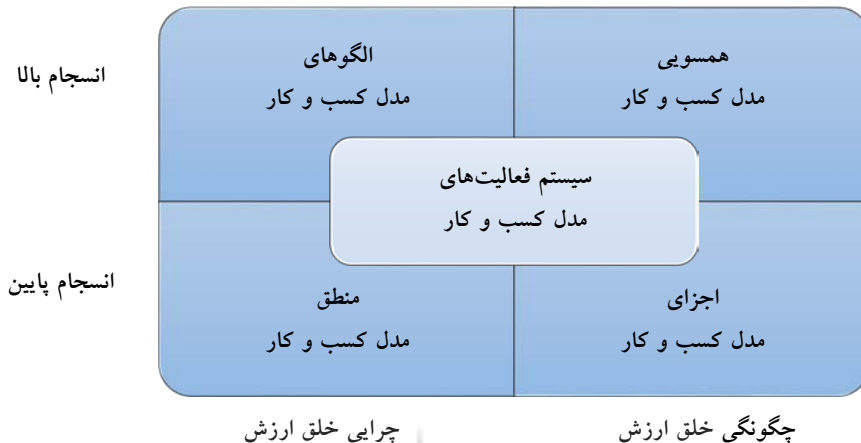 همسویی
مدل کسب و کار
الگوهای
مدل کسب و کار
انسجام بالا
سیستم فعالیت‌های
مدل کسب و کار
اجزای
مدل کسب و کار
منطق
مدل کسب و کار
انسجام پایین
چگونگی خلق ارزش
چرایی خلق ارزش